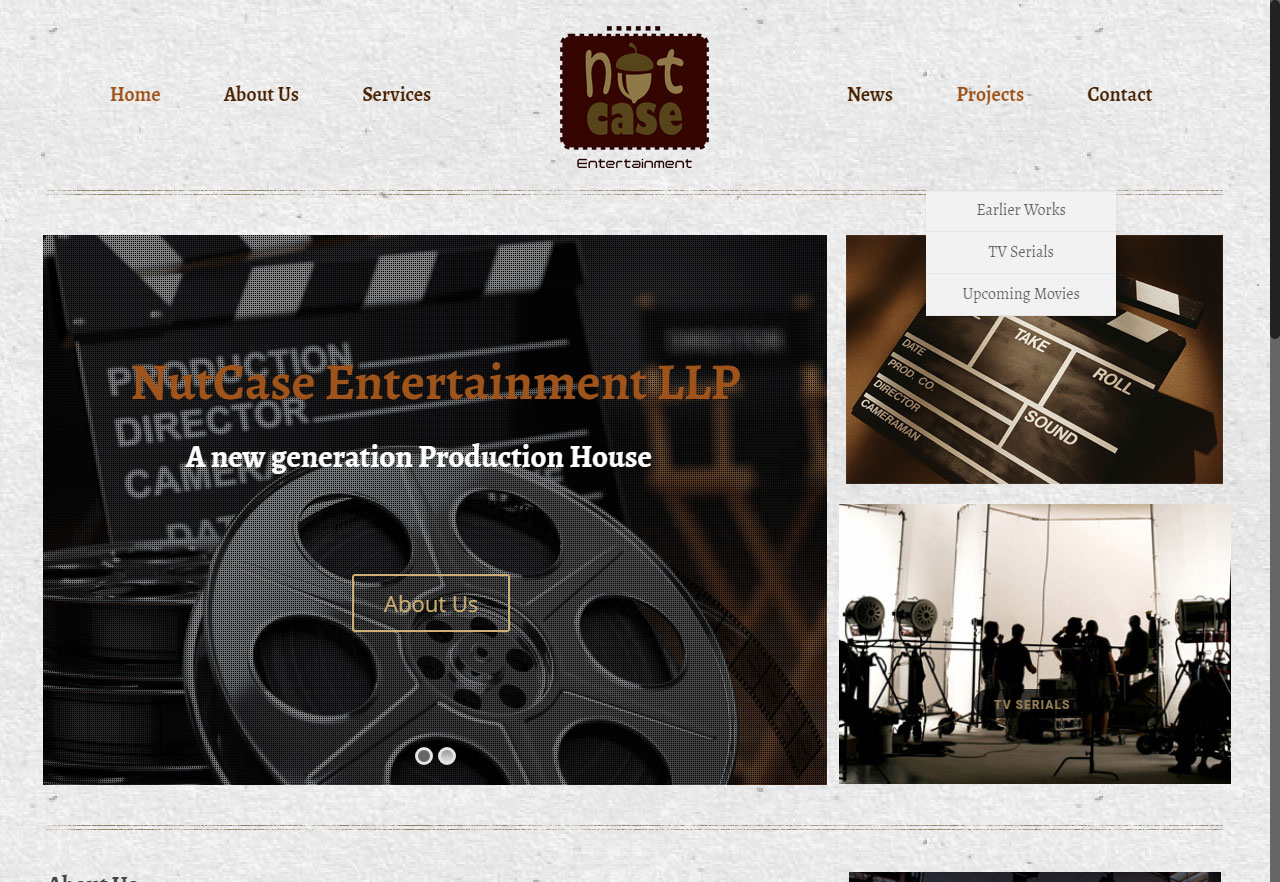 Home
About Us
Services
nut
case
Entertainment
News
Projects
Contact
Earlier Works
TV Serials
Upcoming Movies
PRODUCTION
DIRECTOR
NutCase Entertainment LLP
A new generation Production House
About Us
DATE
TAKE
ROLL
PROD. CO.
DIRECTOR
SOUND
CAMERAMAN
TV SERIALS
About Us